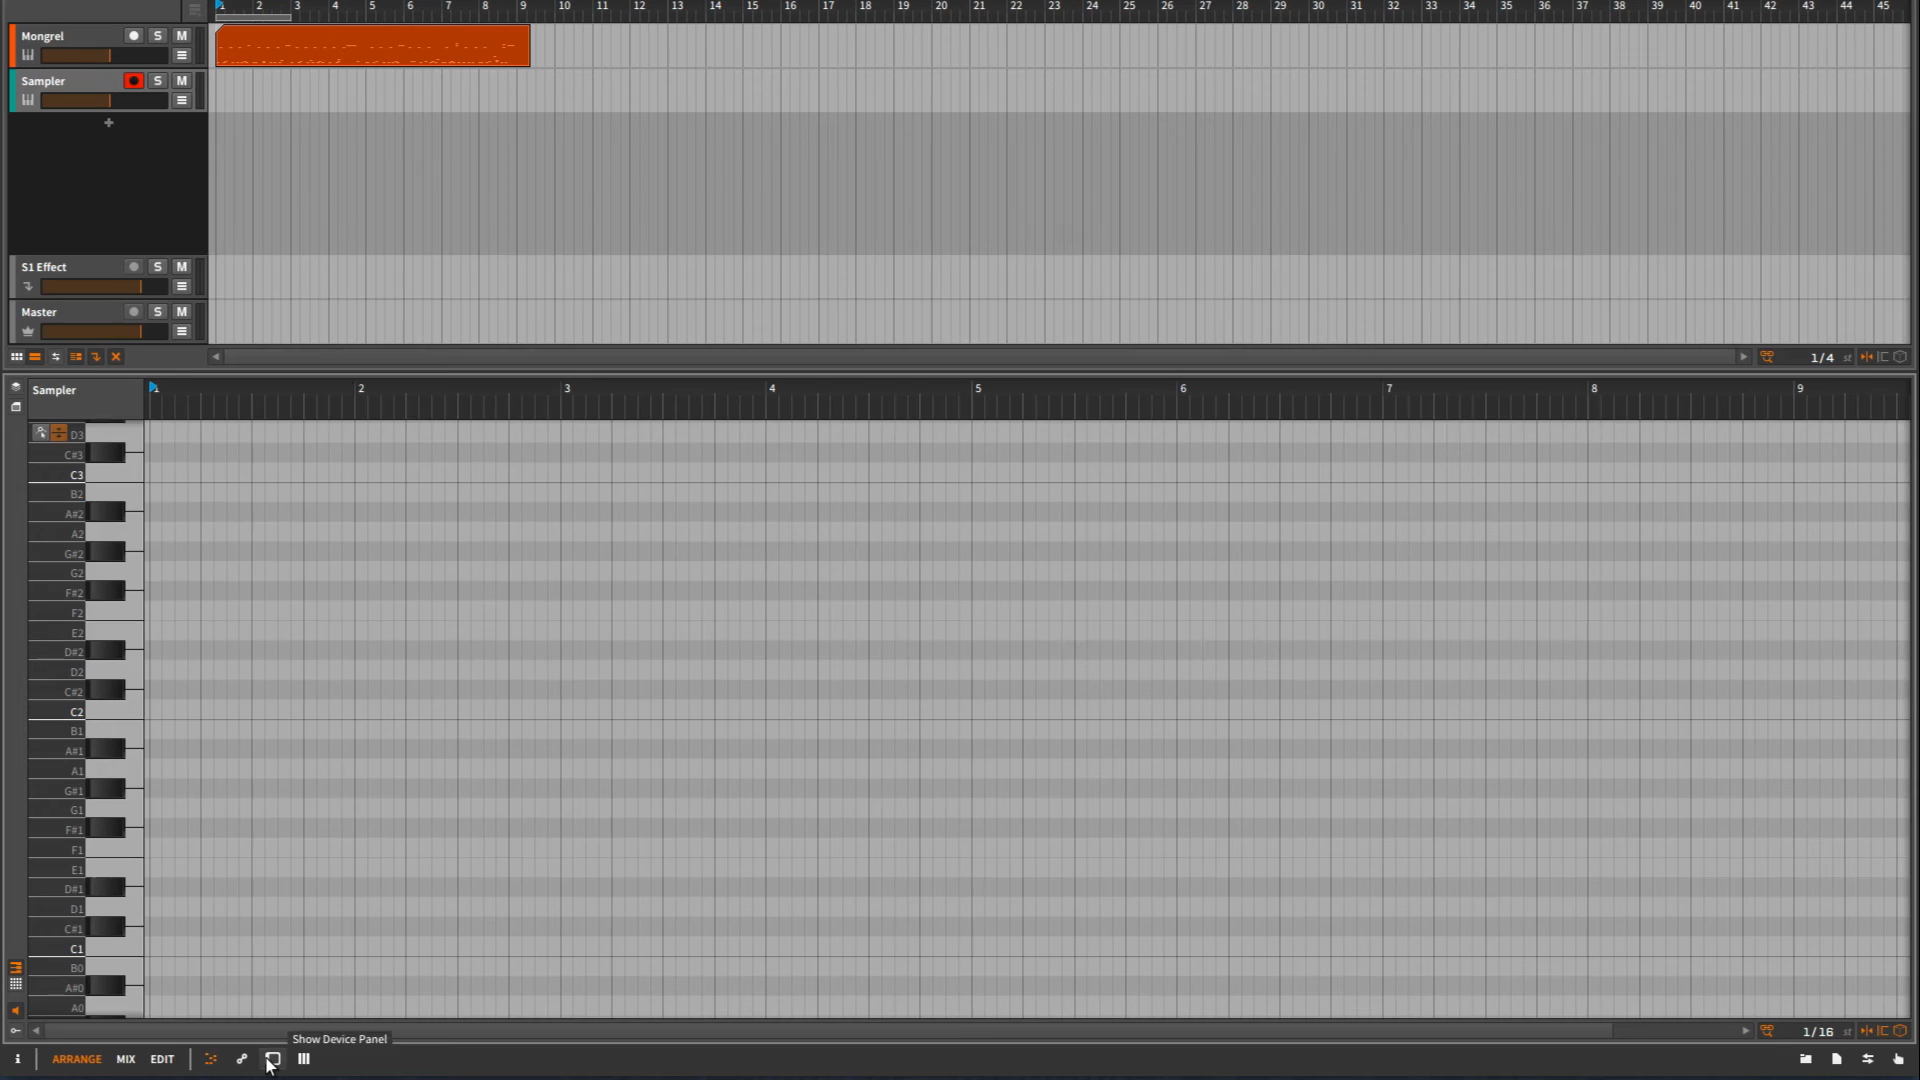 1 2 3 4 5 6 7 8 9 10 11 12 13 14 15 16 17 18 19 20 21 22 23 24 25 26 27 28 29 30 31 32 33 34 35 36 37 38 39 40 41 42 43 44 45
Mongrel S M
Sampler S M
+
S1 Effect S M
Master S M
1/4 st
Sampler 1 2 3 4 5 6 7 8 9
D3
C#3
C3
B2
A#2
A2
G#2
G2
F#2
F2
E2
D#2
D2
C#2
C2
B1
A#1
A1
G#1
G1
F#1
F1
E1
D#1
D1
C#1
C1
B0
A#0
A0
1/16 st
Show Device Panel
i ARRANGE MIX EDIT